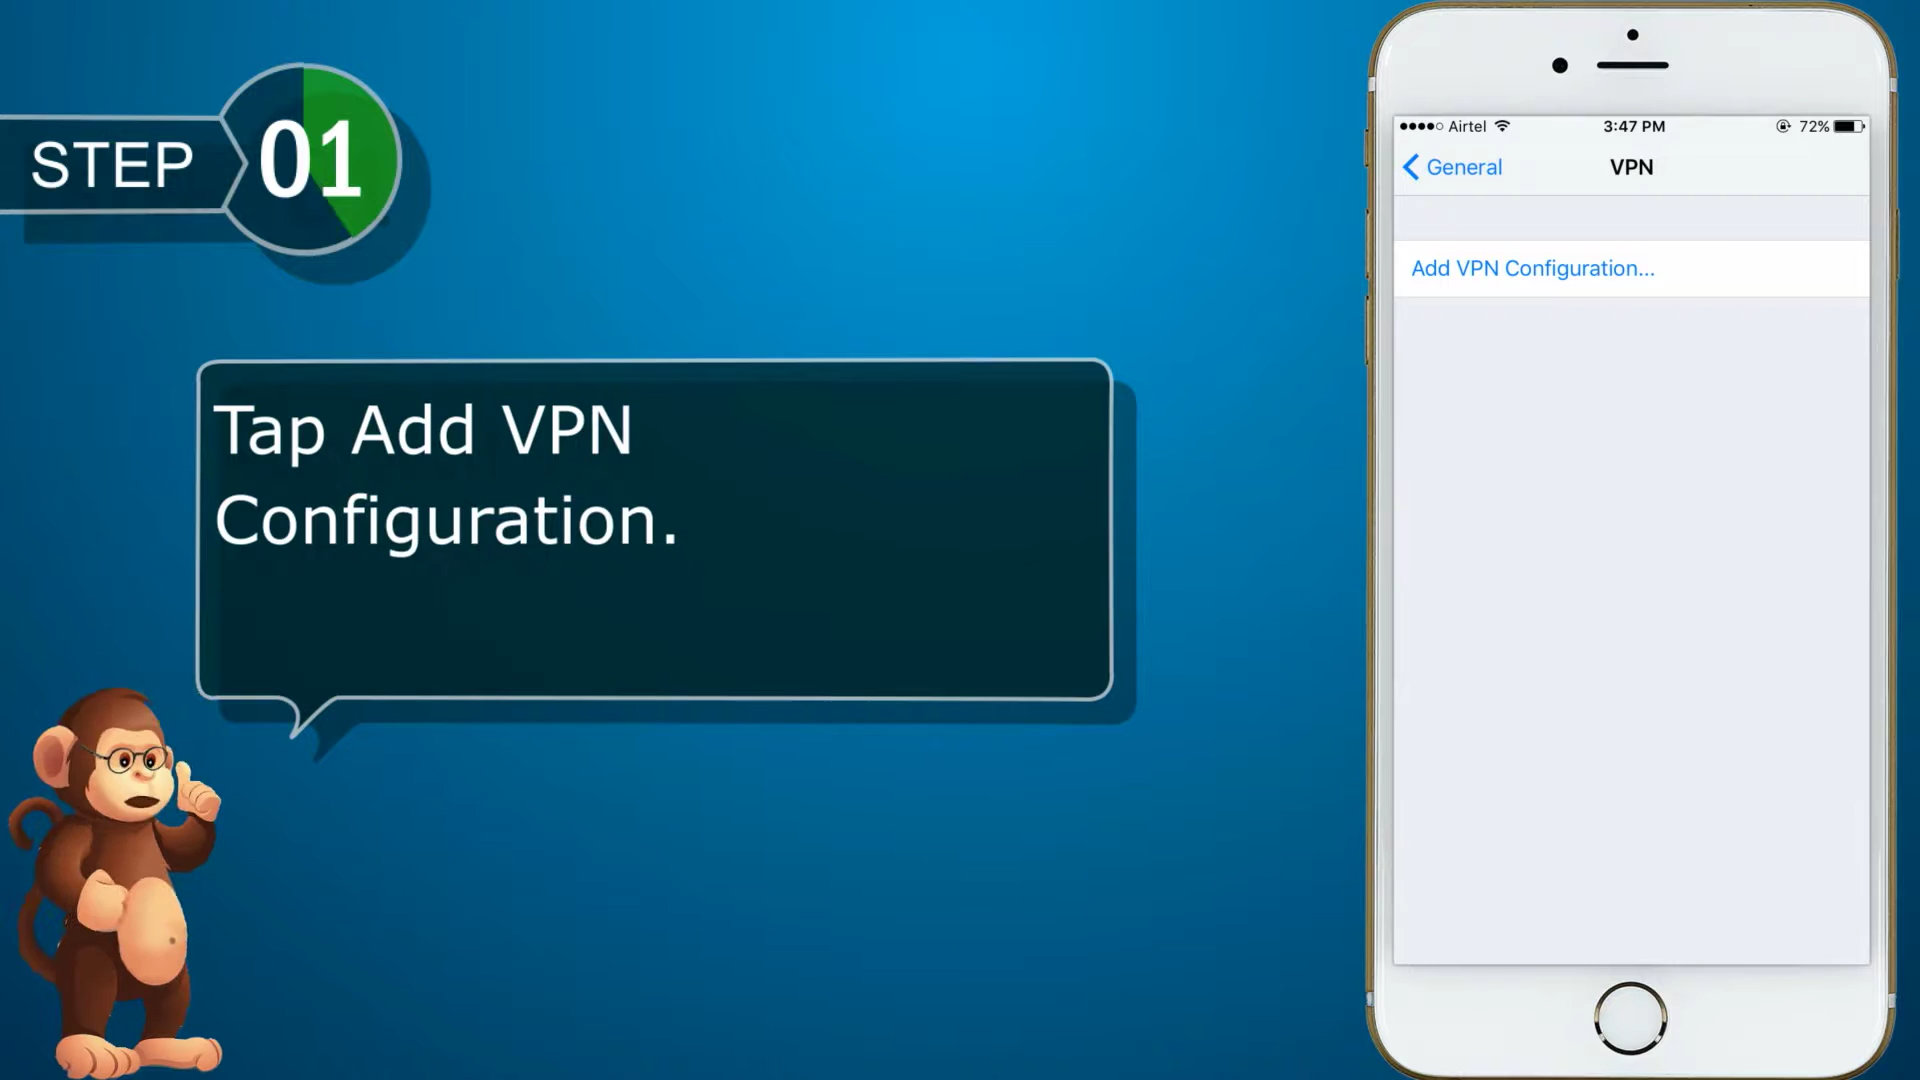 STEP 01
Tap Add VPN
Configuration.
Airtel 3:47 PM 72%
General VPN
Add VPN Configuration...